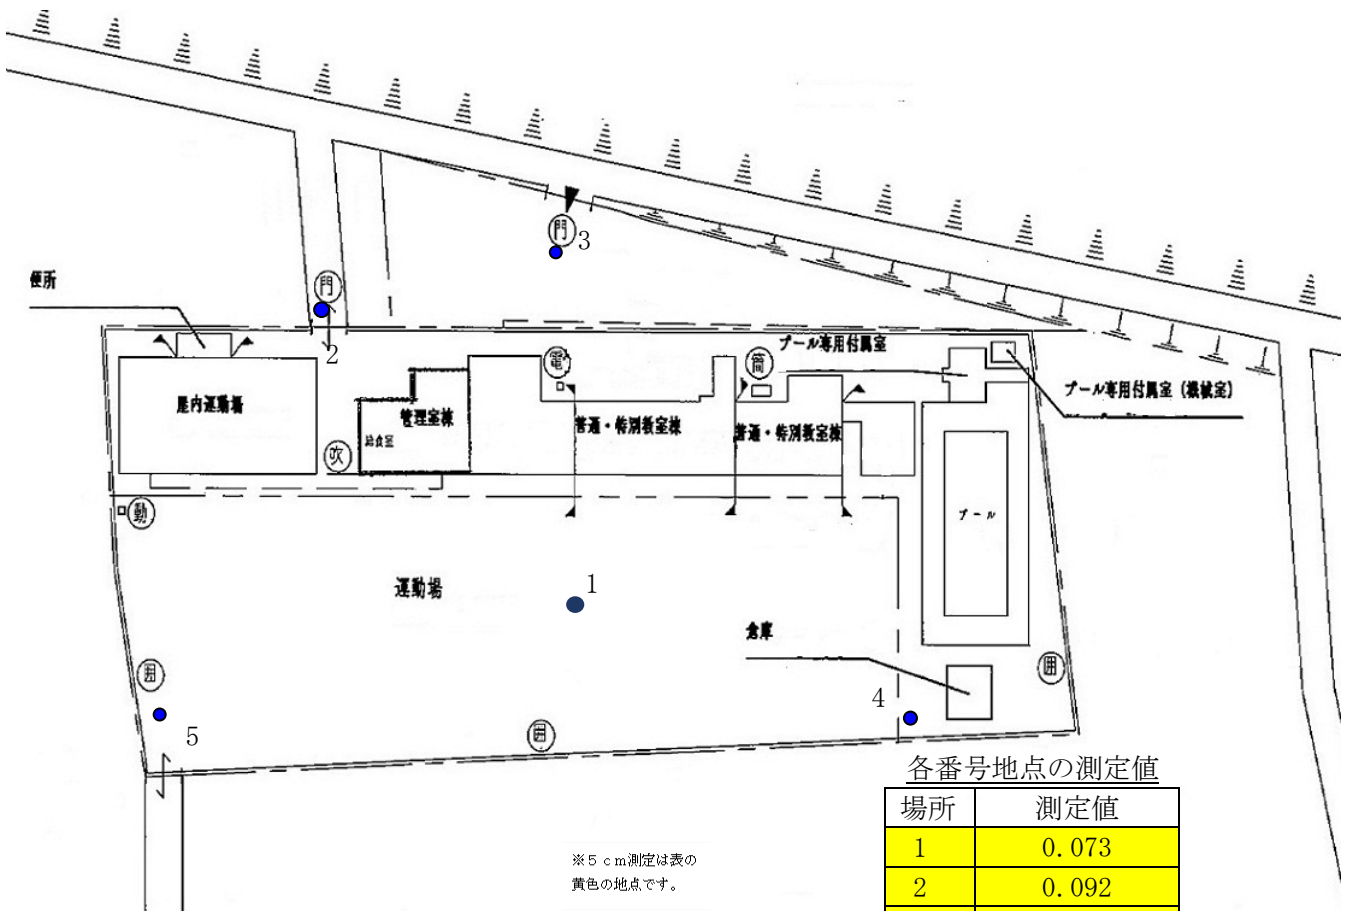 門
3
便所
門
2
プール専用付属室
電
筒
プール専用付属室（機械室）
屋内運動場
管理室棟
給食室
普通・特別教室棟
普通・特別教室棟
吹
動
プール
運動場
1
倉庫
囲
囲
4
5
囲
各番号地点の測定値
場所 測定値
1 0.073
2 0.092
※5cm測定は表の
黄色の地点です。